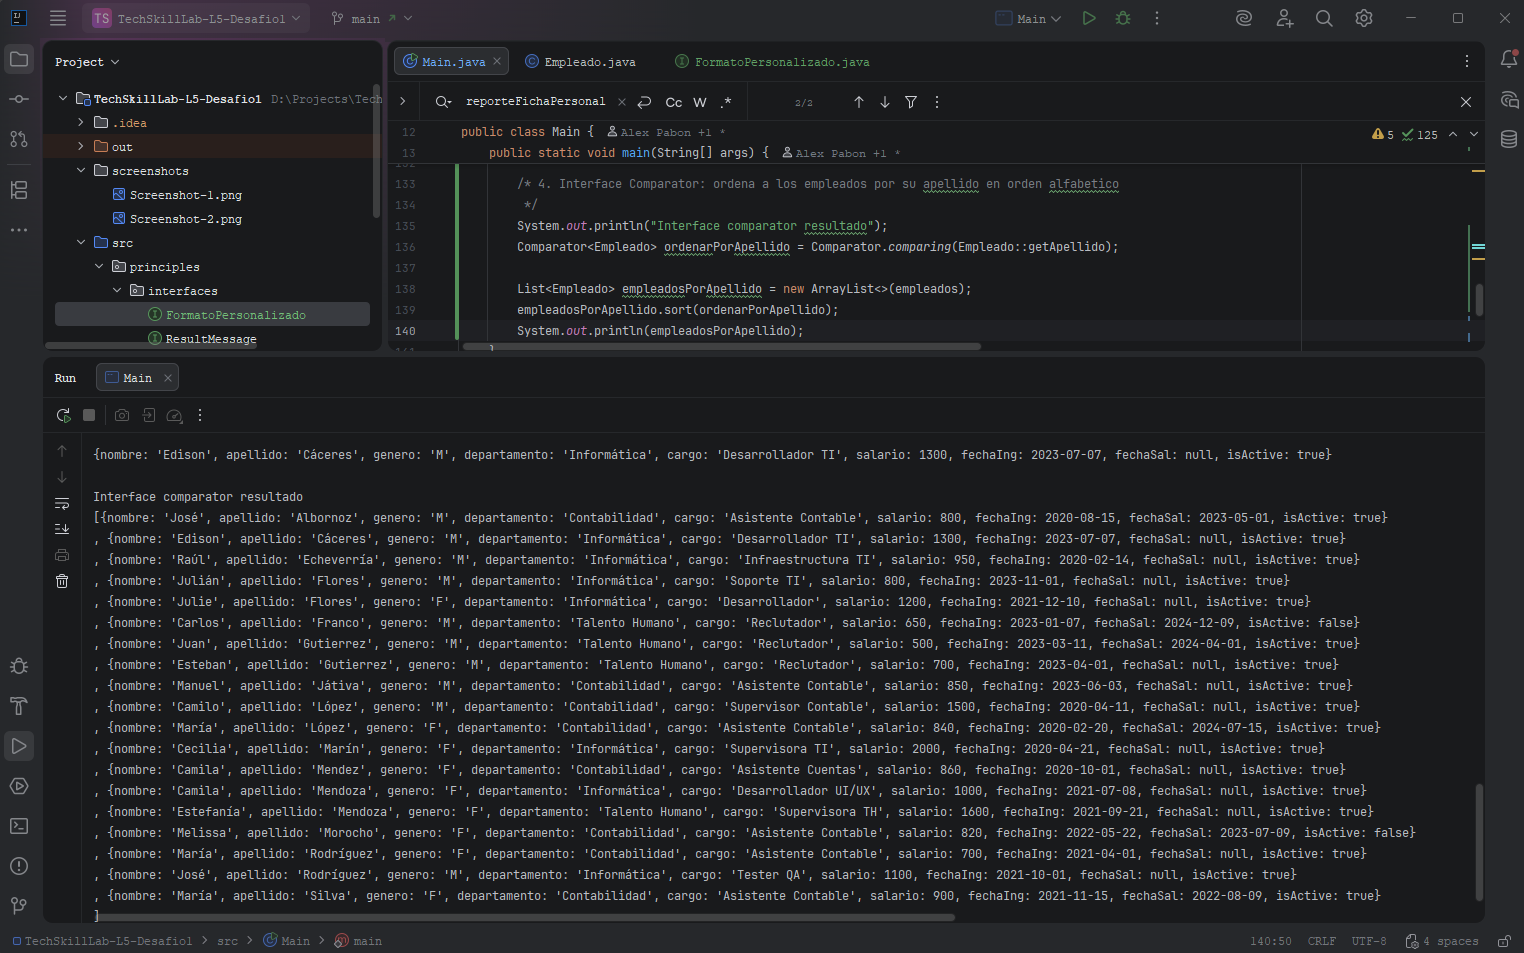 TS TechSkillLab-L5-Desafio1 main Main
Project
TechSkillLab-L5-Desafio1 D:\Projects\Tech
.idea
out
screenshots
Screenshot-1.png
Screenshot-2.png
src
principles
interfaces
FormatoPersonalizado
ResultMessage
Main.java Empleado.java FormatoPersonalizado.java
reporteFichaPersonal Cc W .* 2/2
12 public class Main { Alex Pabon +1 *
13 public static void main(String[] args) { Alex Pabon +1 *
5 125
133 /* 4. Interface Comparator: ordena a los empleados por su apellido en orden alfabetico
134 */
135 System.out.println("Interface comparator resultado");
136 Comparator<Empleado> ordenarPorApellido = Comparator.comparing(Empleado::getApellido);
137
138 List<Empleado> empleadosPorApellido = new ArrayList<>(empleados);
139 empleadosPorApellido.sort(ordenarPorApellido);
140 System.out.println(empleadosPorApellido);
}
Run Main
{nombre: 'Edison', apellido: 'Cáceres', genero: 'M', departamento: 'Informática', cargo: 'Desarrollador TI', salario: 1300, fechaIng: 2023-07-07, fechaSal: null, isActive: true}
Interface comparator resultado
[{nombre: 'José', apellido: 'Albornoz', genero: 'M', departamento: 'Contabilidad', cargo: 'Asistente Contable', salario: 800, fechaIng: 2020-08-15, fechaSal: 2023-05-01, isActive: true}
, {nombre: 'Edison', apellido: 'Cáceres', genero: 'M', departamento: 'Informática', cargo: 'Desarrollador TI', salario: 1300, fechaIng: 2023-07-07, fechaSal: null, isActive: true}
, {nombre: 'Raúl', apellido: 'Echeverría', genero: 'M', departamento: 'Informática', cargo: 'Infraestructura TI', salario: 950, fechaIng: 2020-02-14, fechaSal: null, isActive: true}
, {nombre: 'Julián', apellido: 'Flores', genero: 'M', departamento: 'Informática', cargo: 'Soporte TI', salario: 800, fechaIng: 2023-11-01, fechaSal: null, isActive: true}
, {nombre: 'Julie', apellido: 'Flores', genero: 'F', departamento: 'Informática', cargo: 'Desarrollador', salario: 1200, fechaIng: 2021-12-10, fechaSal: null, isActive: true}
, {nombre: 'Carlos', apellido: 'Franco', genero: 'M', departamento: 'Talento Humano', cargo: 'Reclutador', salario: 650, fechaIng: 2023-01-07, fechaSal: 2024-12-09, isActive: false}
, {nombre: 'Juan', apellido: 'Gutierrez', genero: 'M', departamento: 'Talento Humano', cargo: 'Reclutador', salario: 500, fechaIng: 2023-03-11, fechaSal: 2024-04-01, isActive: true}
, {nombre: 'Esteban', apellido: 'Gutierrez', genero: 'M', departamento: 'Talento Humano', cargo: 'Reclutador', salario: 700, fechaIng: 2023-04-01, fechaSal: null, isActive: true}
, {nombre: 'Manuel', apellido: 'Játiva', genero: 'M', departamento: 'Contabilidad', cargo: 'Asistente Contable', salario: 850, fechaIng: 2023-06-03, fechaSal: null, isActive: true}
, {nombre: 'Camilo', apellido: 'López', genero: 'M', departamento: 'Contabilidad', cargo: 'Supervisor Contable', salario: 1500, fechaIng: 2020-04-11, fechaSal: null, isActive: true}
, {nombre: 'María', apellido: 'López', genero: 'F', departamento: 'Contabilidad', cargo: 'Asistente Contable', salario: 840, fechaIng: 2020-02-20, fechaSal: 2024-07-15, isActive: true}
, {nombre: 'Cecilia', apellido: 'Marín', genero: 'F', departamento: 'Informática', cargo: 'Supervisora TI', salario: 2000, fechaIng: 2020-04-21, fechaSal: null, isActive: true}
, {nombre: 'Camila', apellido: 'Mendez', genero: 'F', departamento: 'Contabilidad', cargo: 'Asistente Cuentas', salario: 860, fechaIng: 2020-10-01, fechaSal: null, isActive: true}
, {nombre: 'Camila', apellido: 'Mendoza', genero: 'F', departamento: 'Informática', cargo: 'Desarrollador UI/UX', salario: 1000, fechaIng: 2021-07-08, fechaSal: null, isActive: true}
, {nombre: 'Estefanía', apellido: 'Mendoza', genero: 'F', departamento: 'Talento Humano', cargo: 'Supervisora TH', salario: 1600, fechaIng: 2021-09-21, fechaSal: null, isActive: true}
, {nombre: 'Melissa', apellido: 'Morocho', genero: 'F', departamento: 'Contabilidad', cargo: 'Asistente Contable', salario: 820, fechaIng: 2022-05-22, fechaSal: 2023-07-09, isActive: false}
, {nombre: 'María', apellido: 'Rodríguez', genero: 'F', departamento: 'Contabilidad', cargo: 'Asistente Contable', salario: 700, fechaIng: 2021-04-01, fechaSal: null, isActive: true}
, {nombre: 'José', apellido: 'Rodríguez', genero: 'M', departamento: 'Informática', cargo: 'Tester QA', salario: 1100, fechaIng: 2021-10-01, fechaSal: null, isActive: true}
, {nombre: 'María', apellido: 'Silva', genero: 'F', departamento: 'Contabilidad', cargo: 'Asistente Contable', salario: 900, fechaIng: 2021-11-15, fechaSal: 2022-08-09, isActive: true}
]
TechSkillLab-L5-Desafio1 src Main main 140:50 CRLF UTF-8 4 spaces